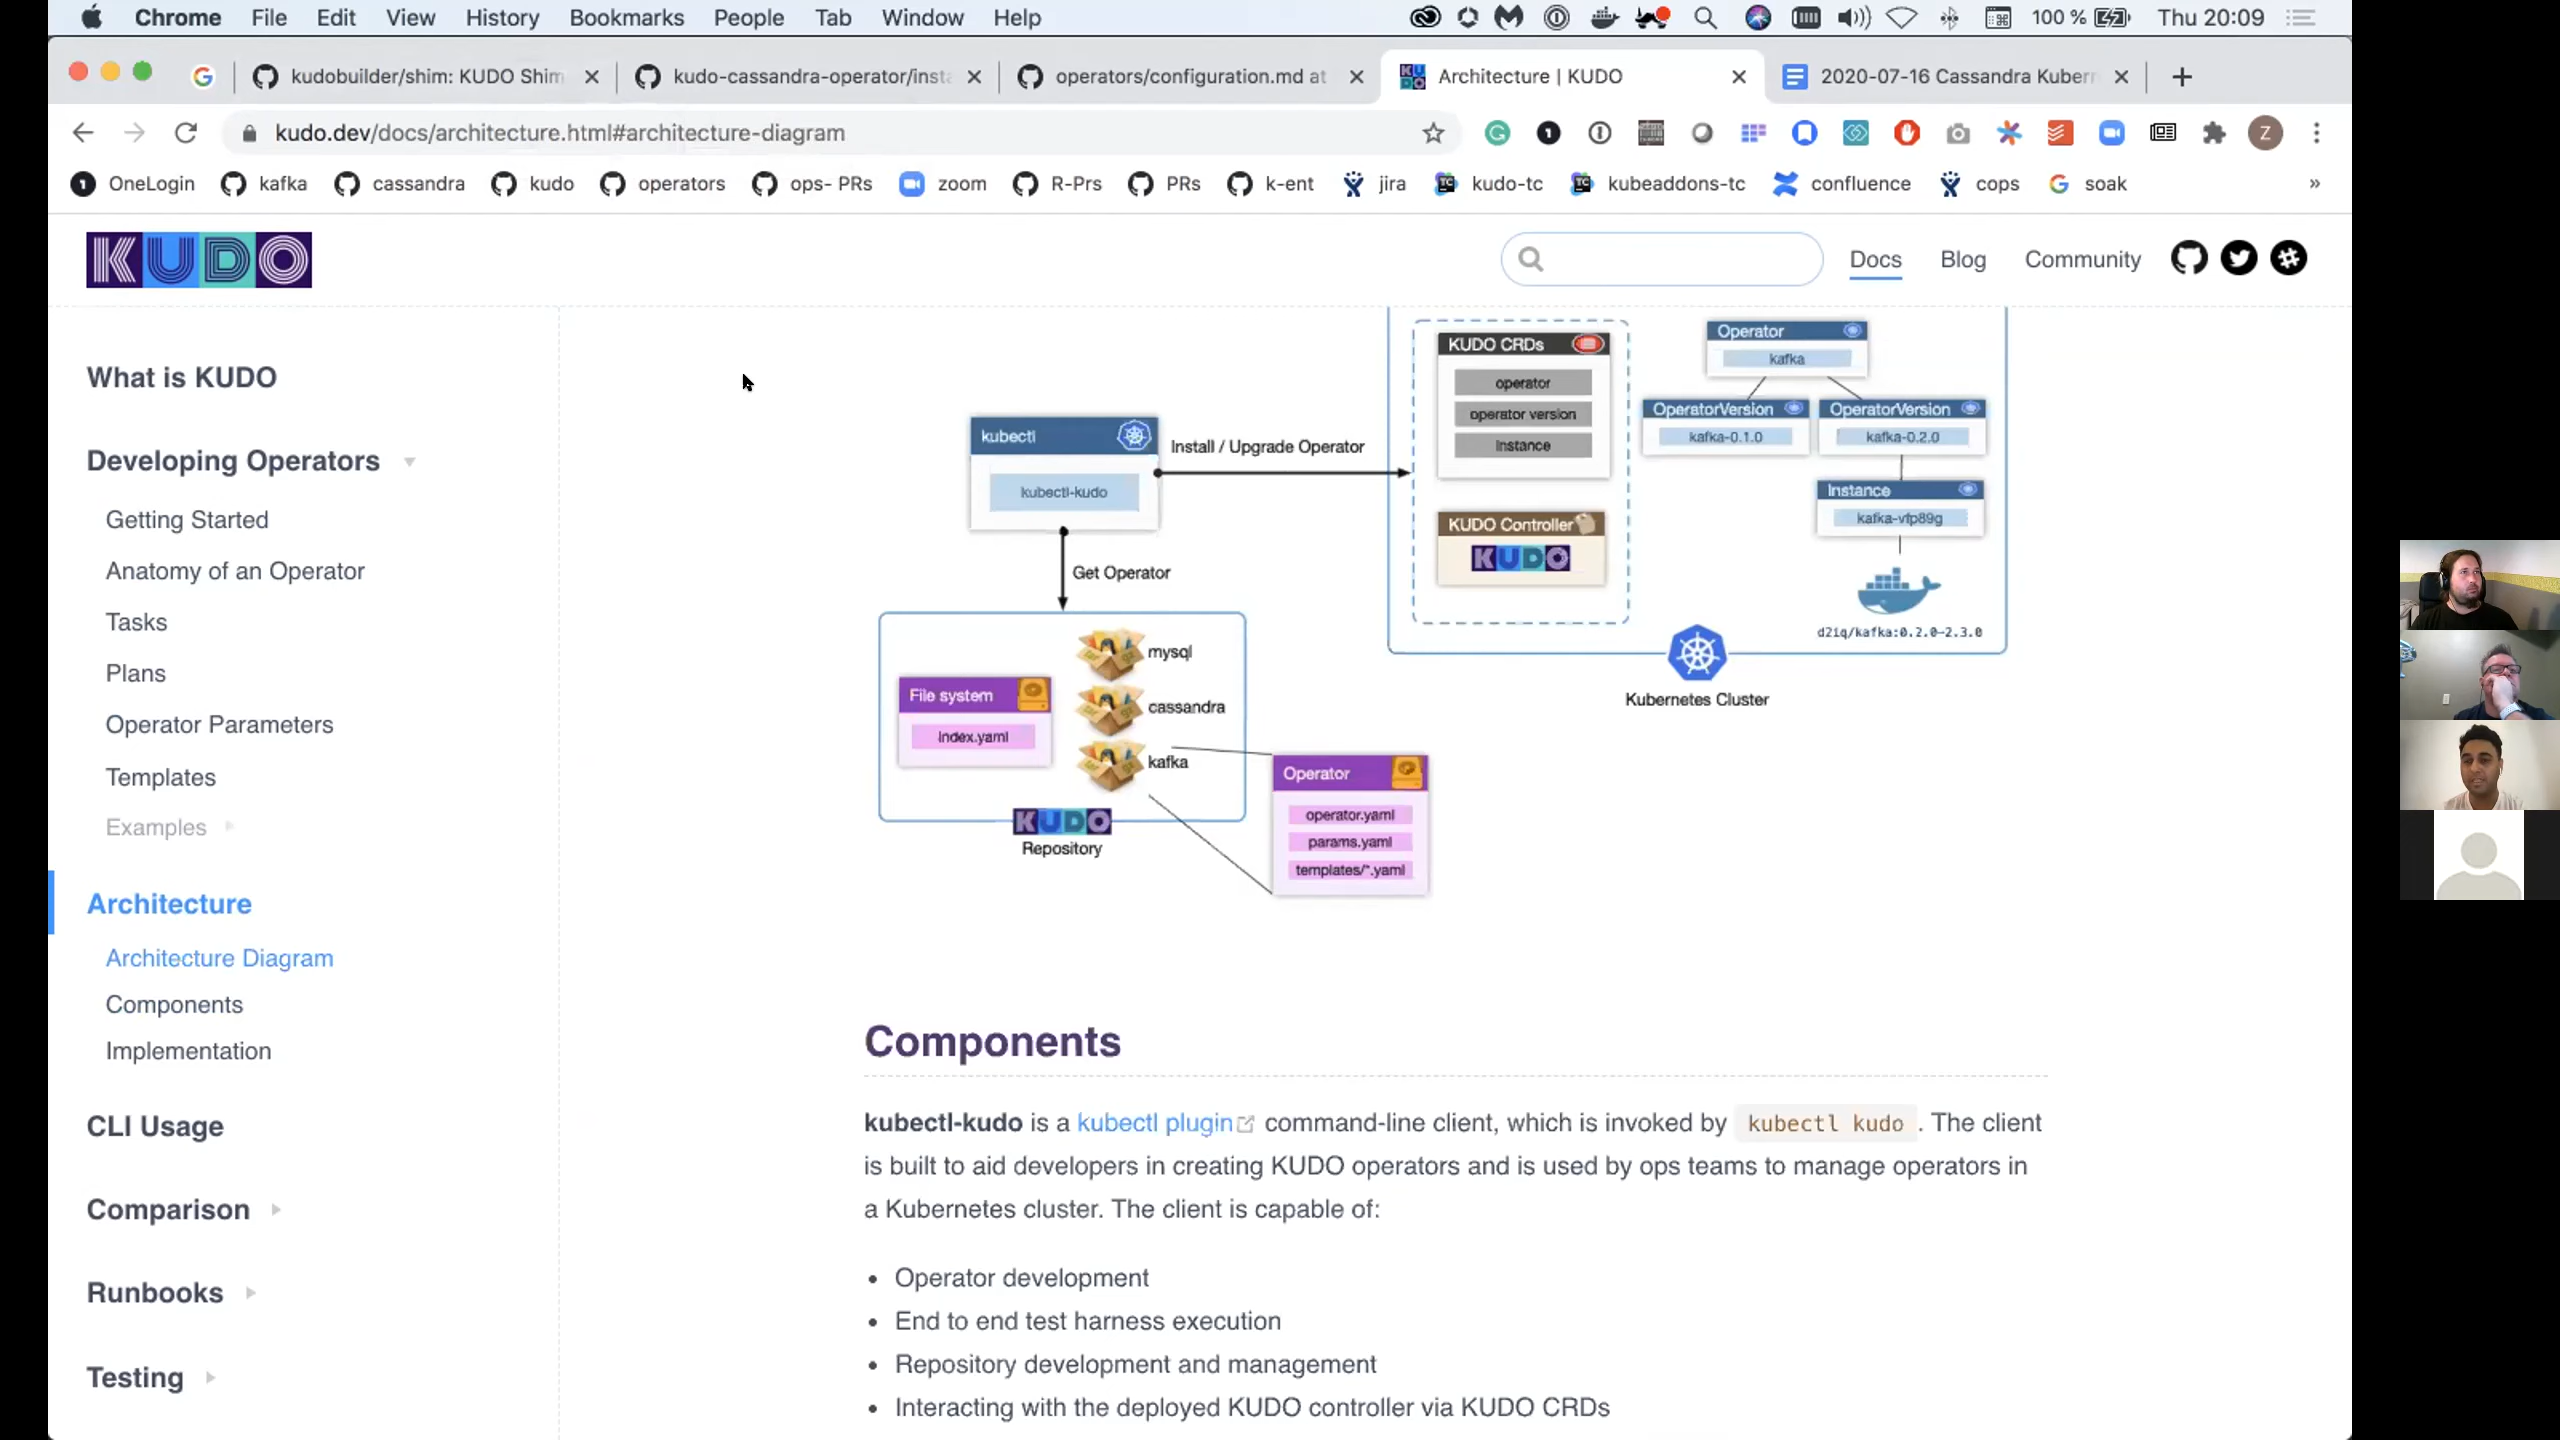 Chrome File Edit View History Bookmarks People Tab Window Help 100 % Thu 20:09
kudobuilder/shim: KUDO Shim kudo-cassandra-operator/insta operators/configuration.md at Architecture | KUDO 2020-07-16 Cassandra Kubern
kudo.dev/docs/architecture.html#architecture-diagram Z
OneLogin kafka cassandra kudo operators ops- PRs zoom R-Prs PRs k-ent jira kudo-tc kubeaddons-tc confluence cops soak »
KUDO Docs Blog Community
What is KUDO
Developing Operators
Getting Started
Anatomy of an Operator
Tasks
Plans
Operator Parameters
Templates
Examples
Architecture
Architecture Diagram
Components
Implementation
CLI Usage
Comparison
Runbooks
Testing
kubectl
kubectl-kudo
Install / Upgrade Operator
Get Operator
KUDO CRDs
operator
operator version
Instance
KUDO Controller
KUDO
Operator
kafka
OperatorVersion
kafka-0.1.0
OperatorVersion
kafka-0.2.0
Instance
kafka-vfp89g
d2iq/kafka:0.2.0-2.3.0
Kubernetes Cluster
File system
index.yaml
mysql
cassandra
kafka
KUDO
Repository
Operator
operator.yaml
params.yaml
templates/*.yaml
Components
kubectl-kudo is a kubectl plugin command-line client, which is invoked by kubectl kudo . The client
is built to aid developers in creating KUDO operators and is used by ops teams to manage operators in
a Kubernetes cluster. The client is capable of:
• Operator development
• End to end test harness execution
• Repository development and management
• Interacting with the deployed KUDO controller via KUDO CRDs